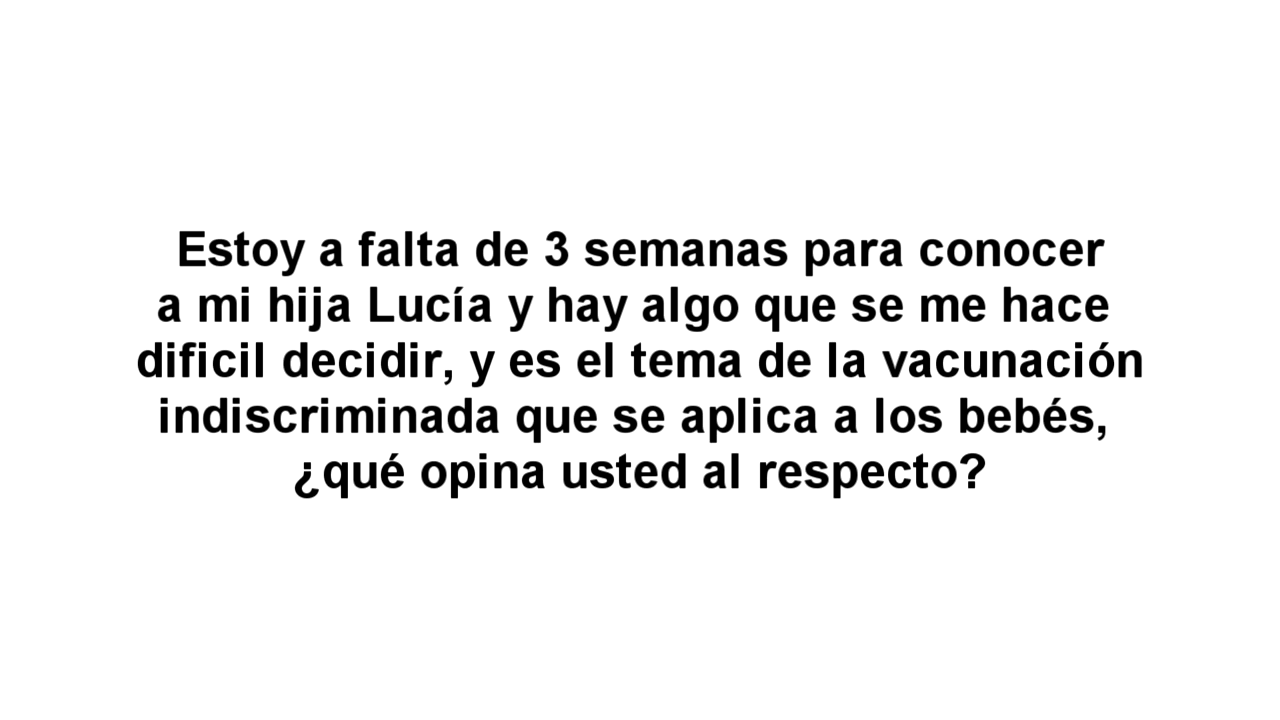 Estoy a falta de 3 semanas para conocer
a mi hija Lucía y hay algo que se me hace
dificil decidir, y es el tema de la vacunación
indiscriminada que se aplica a los bebés,
¿qué opina usted al respecto?